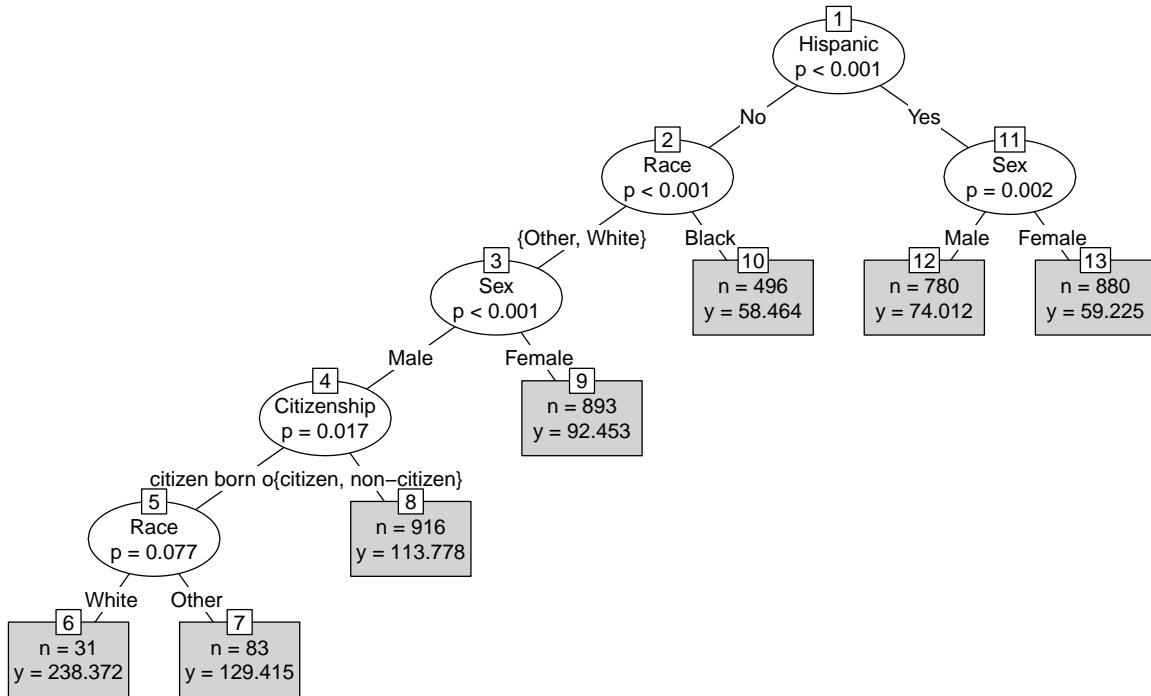 1
Hispanic
p < 0.001
No
Yes
2
Race
p < 0.001
11
Sex
p = 0.002
{Other, White}
Black
Male
Female
3
Sex
p < 0.001
10
n = 496
y = 58.464
12
n = 780
y = 74.012
13
n = 880
y = 59.225
Male
Female
4
Citizenship
p = 0.017
9
n = 893
y = 92.453
citizen born o{citizen, non−citizen}
5
Race
p = 0.077
8
n = 916
y = 113.778
White
Other
6
n = 31
y = 238.372
7
n = 83
y = 129.415